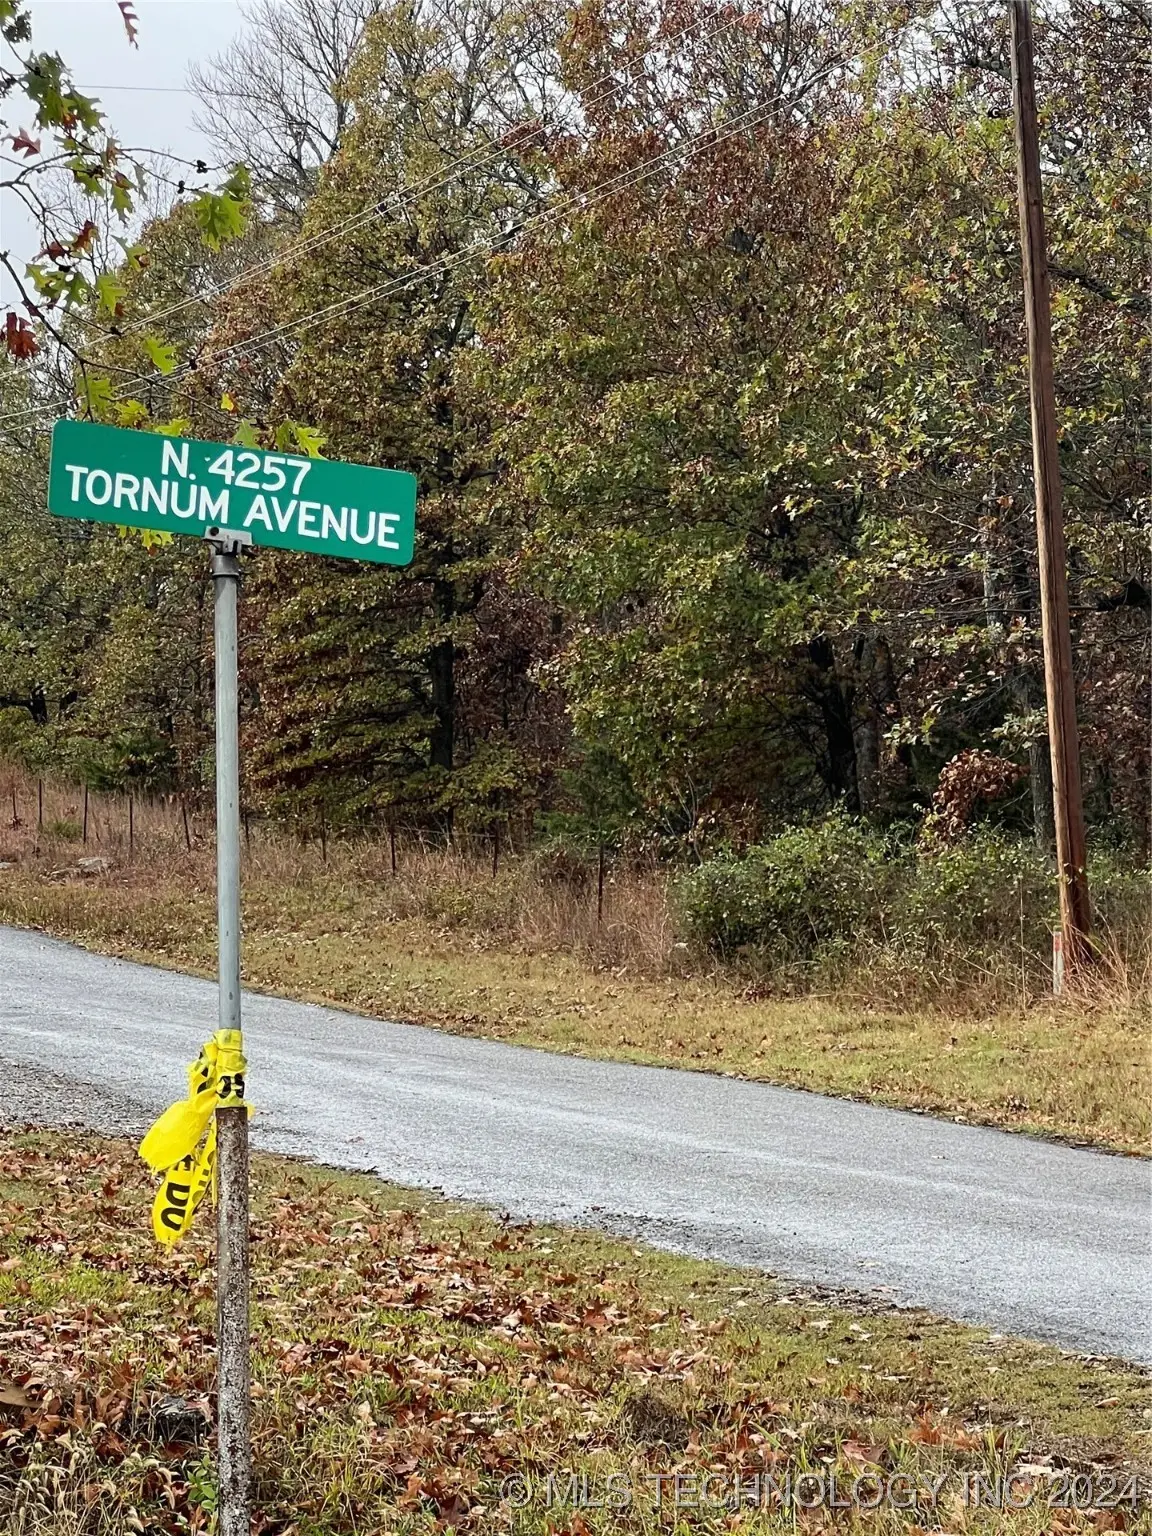 N. 4257
TORNUM AVENUE
© MLS TECHNOLOGY INC 2024